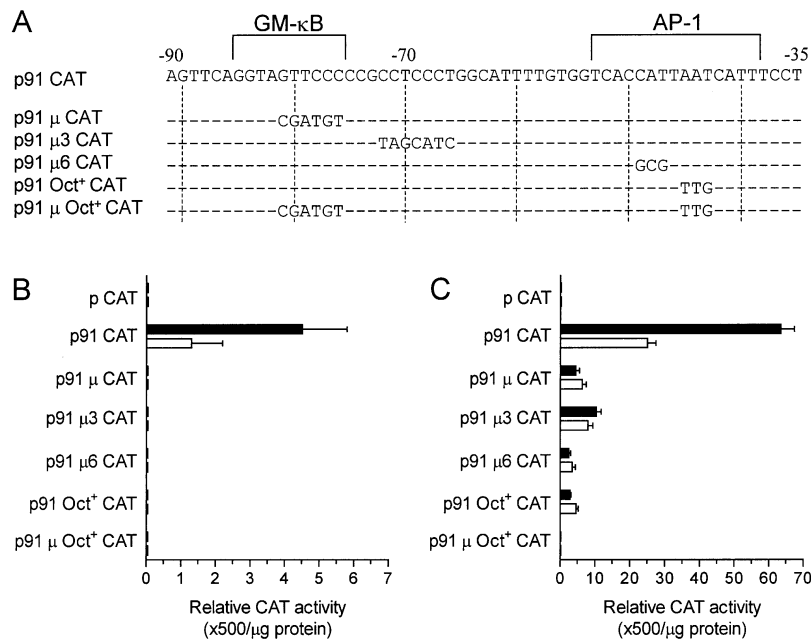 A
GM-κB
AP-1
-90
-70
-35
p91 CAT AGTTCAGGTAGTTCCCCCGCCTCCCTGGCATTTTGTGGTCACCATTAATCATTTCCT
p91 μ CAT CGATGT
p91 μ3 CAT TAGCATC
p91 μ6 CAT GCG
p91 Oct+ CAT TTG
p91 μ Oct+ CAT CGATGT TTG
B
p CAT
p91 CAT
p91 μ CAT
p91 μ3 CAT
p91 μ6 CAT
p91 Oct+ CAT
p91 μ Oct+ CAT
0 1 2 3 4 5 6 7
Relative CAT activity
(x500/μg protein)
C
p CAT
p91 CAT
p91 μ CAT
p91 μ3 CAT
p91 μ6 CAT
p91 Oct+ CAT
p91 μ Oct+ CAT
0 10 20 30 40 50 60 70
Relative CAT activity
(x500/μg protein)